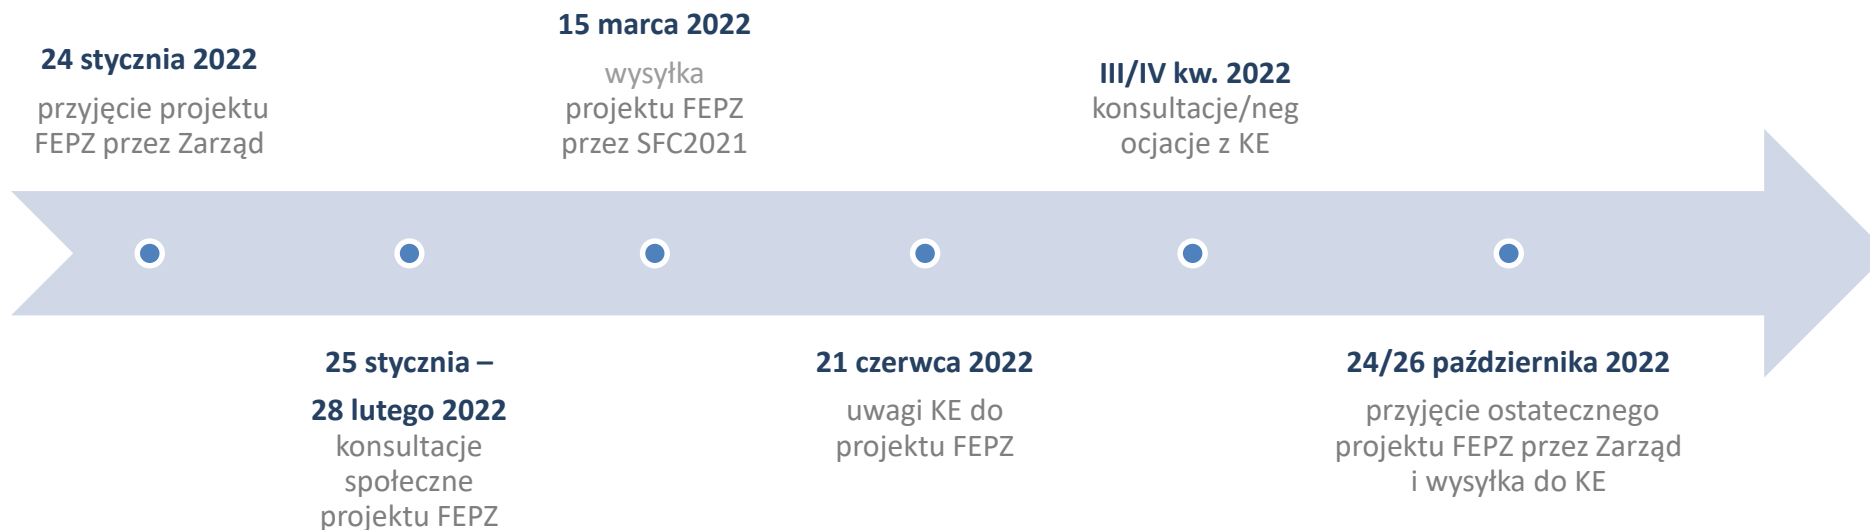 24 stycznia 2022
przyjęcie projektu
FEPZ przez Zarząd
25 stycznia –
28 lutego 2022
konsultacje
społeczne
projektu FEPZ
15 marca 2022
wysyłka
projektu FEPZ
przez SFC2021
21 czerwca 2022
uwagi KE do
projektu FEPZ
III/IV kw. 2022
konsultacje/neg
ocjacje z KE
24/26 października 2022
przyjęcie ostatecznego
projektu FEPZ przez Zarząd
i wysyłka do KE